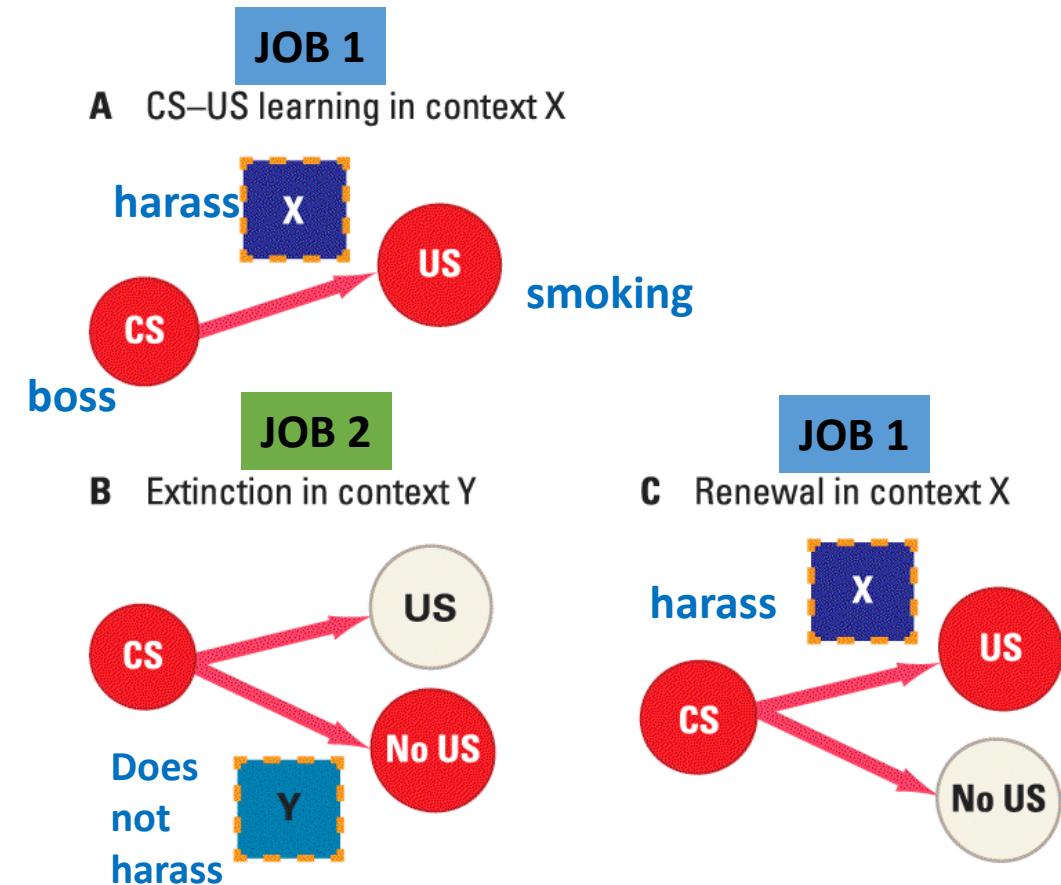 JOB 1
A CS–US learning in context X
harass
X
US
smoking
CS
boss
JOB 2
B Extinction in context Y
US
CS
No US
Does
not
harass
Y
JOB 1
C Renewal in context X
harass
X
US
CS
No US